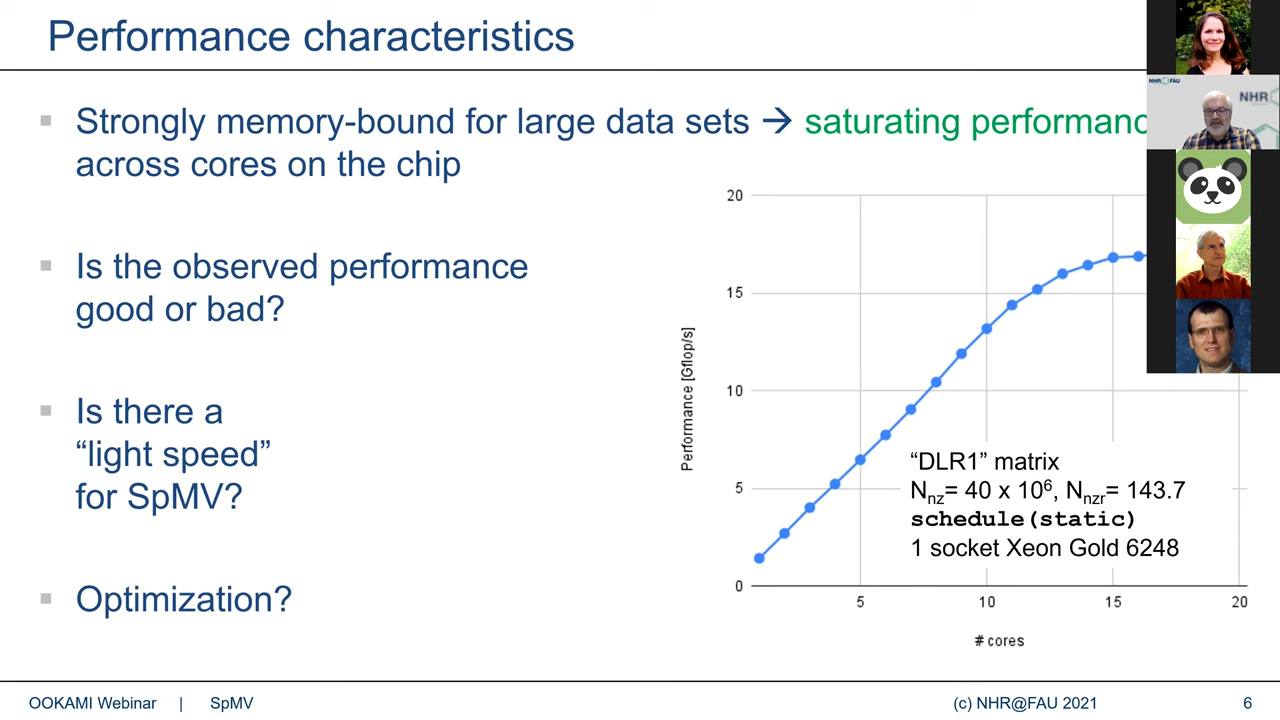 Performance characteristics
Strongly memory-bound for large data sets → saturating performanc
across cores on the chip
Is the observed performance
good or bad?
Is there a
“light speed”
for SpMV?
Optimization?
NHR FAU
NHR
20
15
10
5
0
Performance [Gflop/s]
5
10
15
20
# cores
“DLR1” matrix
Nnz= 40 x 10⁶, Nnzr= 143.7
schedule(static)
1 socket Xeon Gold 6248
OOKAMI Webinar | SpMV
(c) NHR@FAU 2021
6